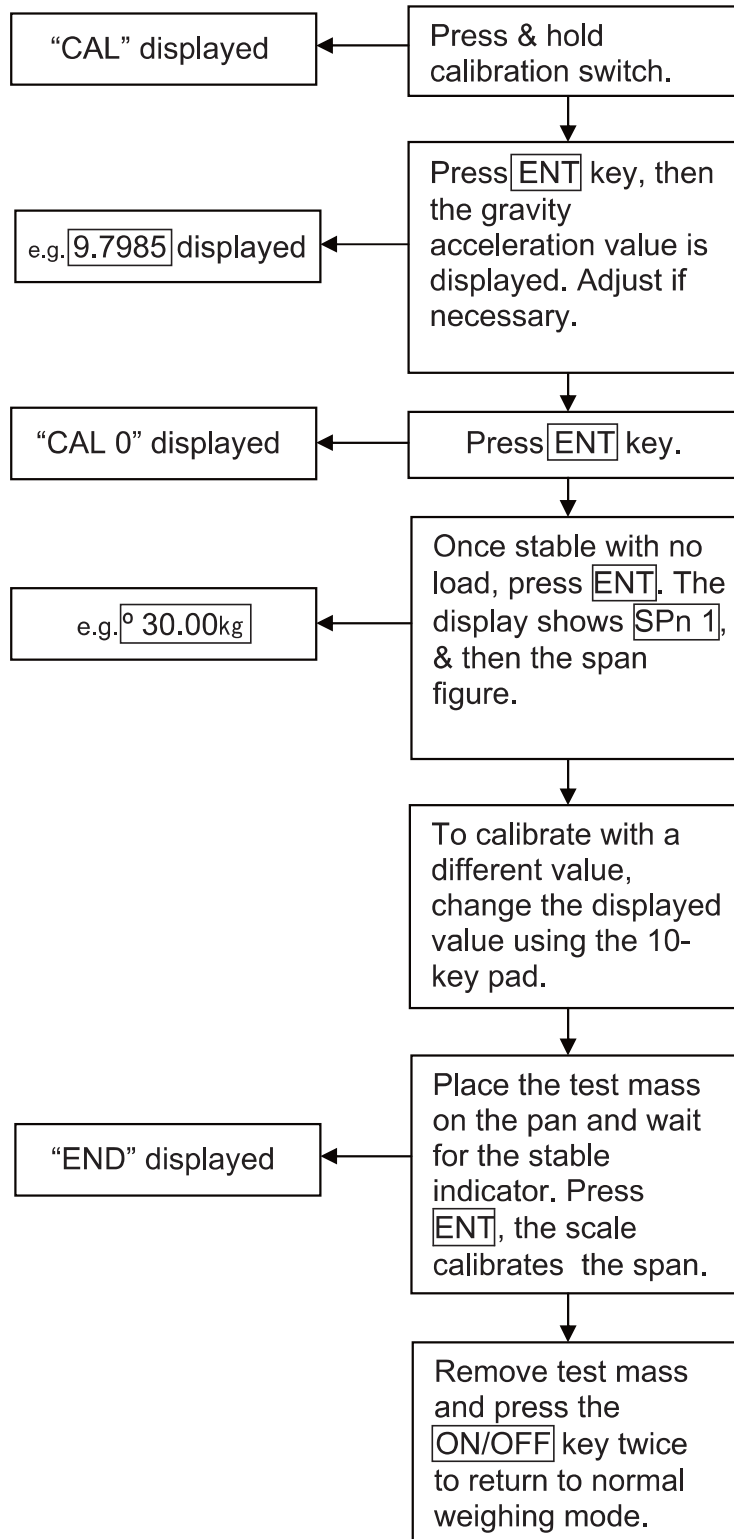 “CAL” displayed
Press & hold
calibration switch.
Press ENT key, then
the gravity
acceleration value is
displayed. Adjust if
necessary.
e.g. 9.7985 displayed
“CAL 0” displayed
Press ENT key.
Once stable with no
load, press ENT. The
display shows SPn 1,
& then the span
figure.
e.g. º 30.00kg
To calibrate with a
different value,
change the displayed
value using the 10-
key pad.
Place the test mass
on the pan and wait
for the stable
indicator. Press
ENT, the scale
calibrates the span.
“END” displayed
Remove test mass
and press the
ON/OFF key twice
to return to normal
weighing mode.